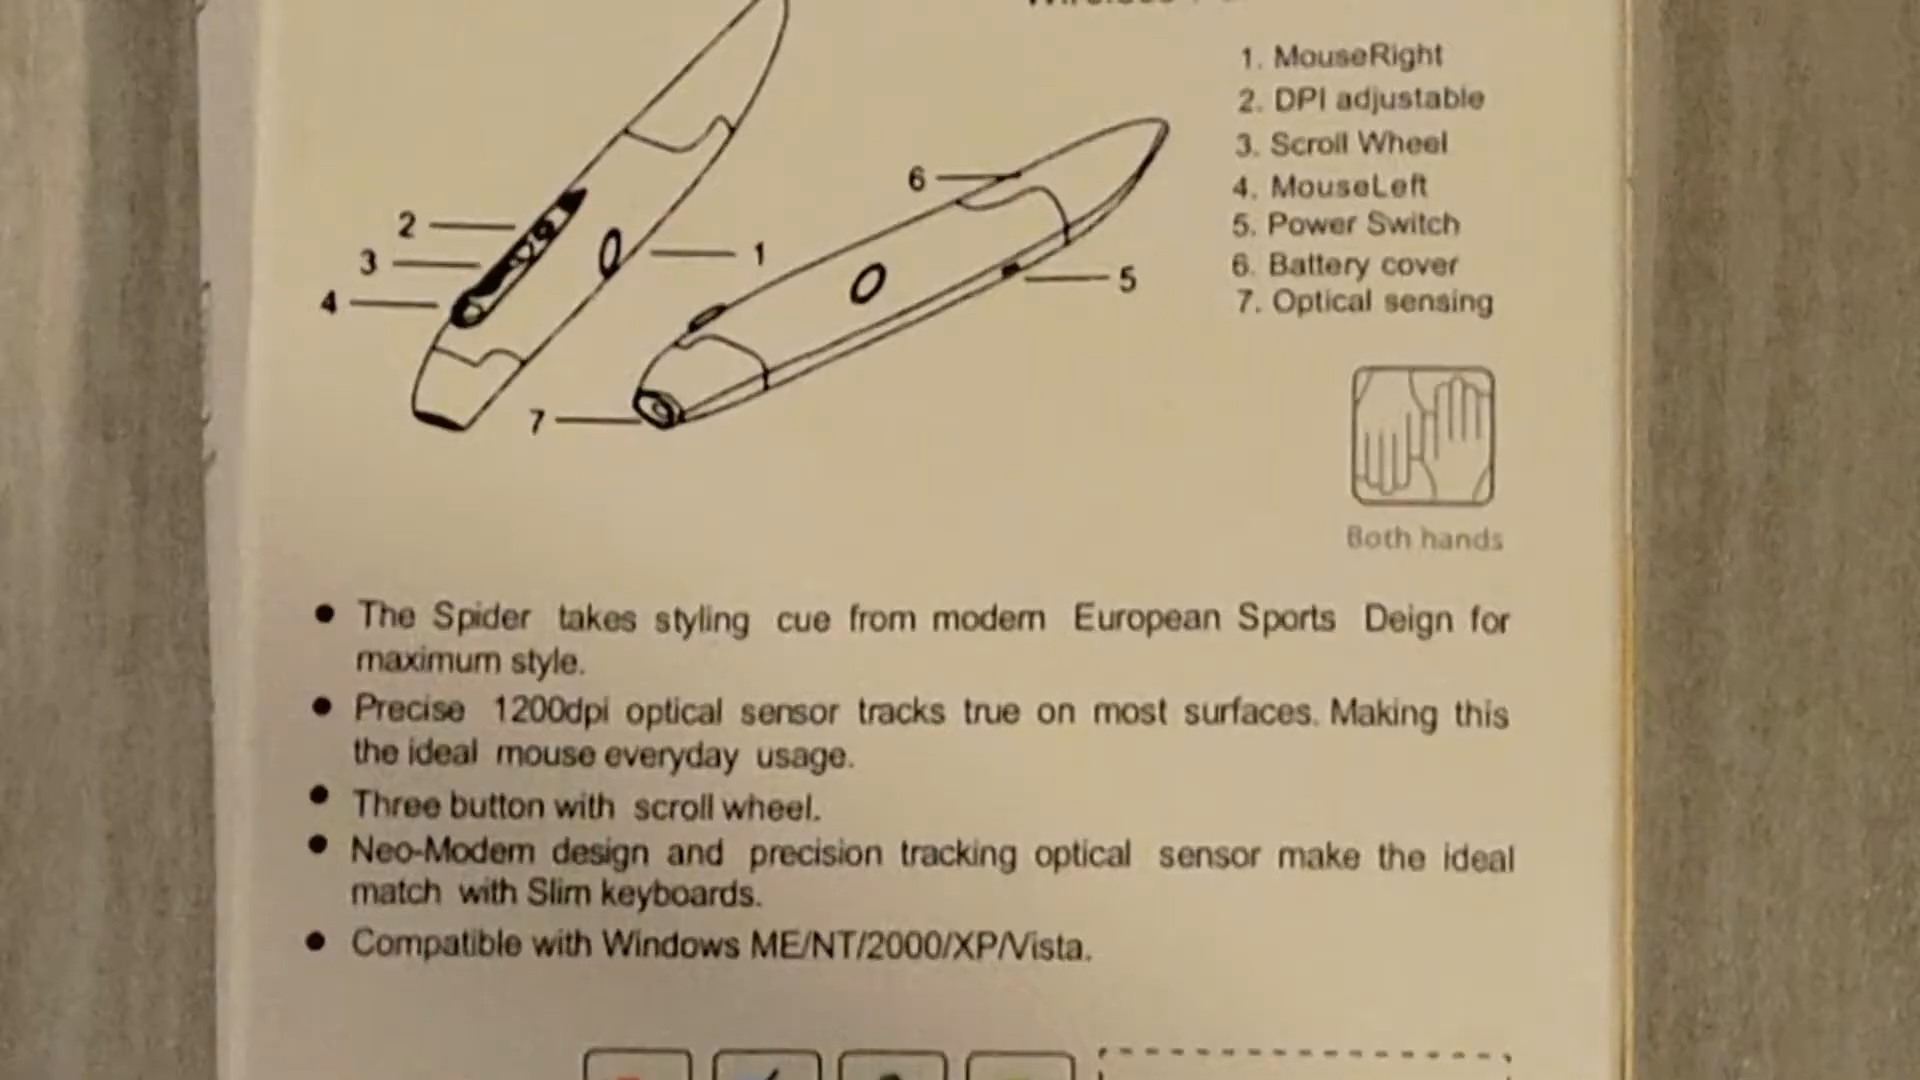 1. MouseRight
2. DPI adjustable
3. Scroll Wheel
4. MouseLeft
5. Power Switch
6. Battery cover
7. Optical sensing
2
3
4
1
6
5
7
Both hands
● The Spider takes styling cue from modern European Sports Deign for
maximum style.
● Precise 1200dpi optical sensor tracks true on most surfaces. Making this
the ideal mouse everyday usage.
● Three button with scroll wheel.
● Neo-Modern design and precision tracking optical sensor make the ideal
match with Slim keyboards.
● Compatible with Windows ME/NT/2000/XP/Vista.